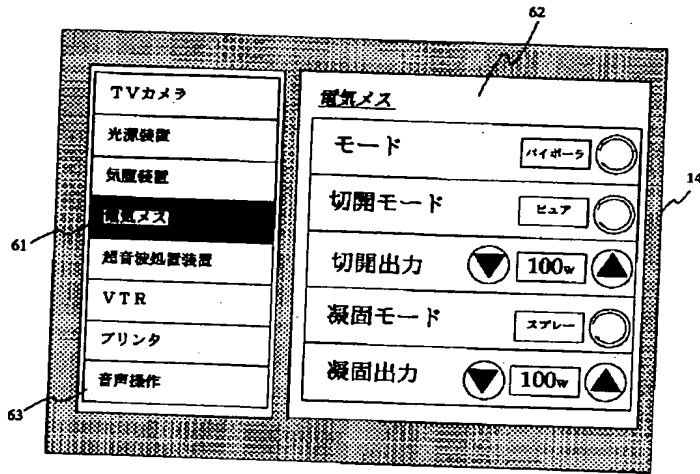 62
14
61
63
TVカメラ
光源装置
気腹装置
電気メス
超音波処置装置
VTR
プリンタ
音声操作
電気メス
モード バイポーラ
切開モード ピュア
切開出力 100w
凝固モード スプレー
凝固出力 100w